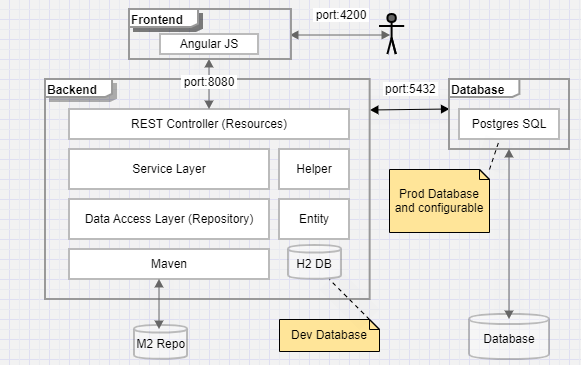 Frontend
port:4200
Angular JS
port:8080
Backend
port:5432
Database
REST Controller (Resources)
Postgres SQL
Service Layer
Helper
Prod Database
and configurable
Data Access Layer (Repository)
Entity
Maven
H2 DB
Dev Database
M2 Repo
Database